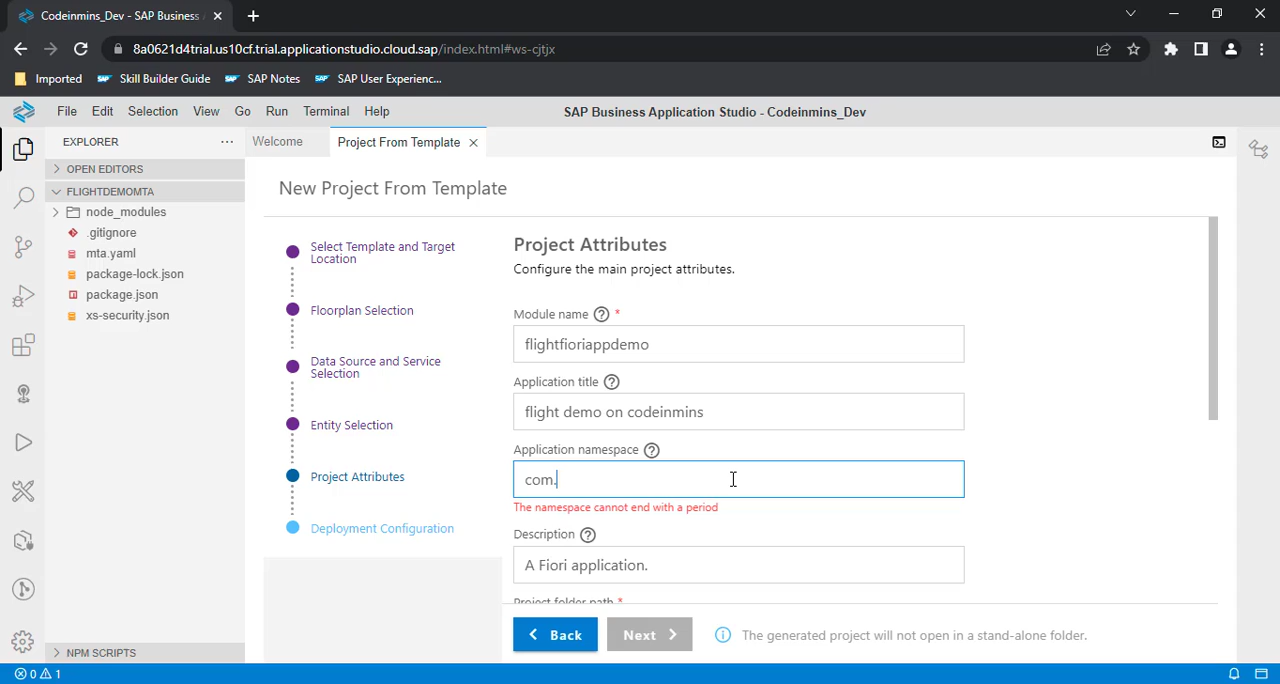 Codeinmins_Dev - SAP Business
8a0621d4trial.us10cf.trial.applicationstudio.cloud.sap/index.html#ws-cjtjx
Imported
Skill Builder Guide
SAP Notes
SAP User Experienc...
File Edit Selection View Go Run Terminal Help
SAP Business Application Studio - Codeinmins_Dev
EXPLORER
Welcome
Project From Template
OPEN EDITORS
FLIGHTDEMOMTA
node_modules
.gitignore
mta.yaml
package-lock.json
package.json
xs-security.json
NPM SCRIPTS
New Project From Template
Select Template and Target
Location
Floorplan Selection
Data Source and Service
Selection
Entity Selection
Project Attributes
Deployment Configuration
Project Attributes
Configure the main project attributes.
Module name *
flightfioriappdemo
Application title
flight demo on codeinmins
Application namespace
com.
The namespace cannot end with a period
Description
A Fiori application.
Project folder path *
Back
Next
The generated project will not open in a stand-alone folder.
0 1